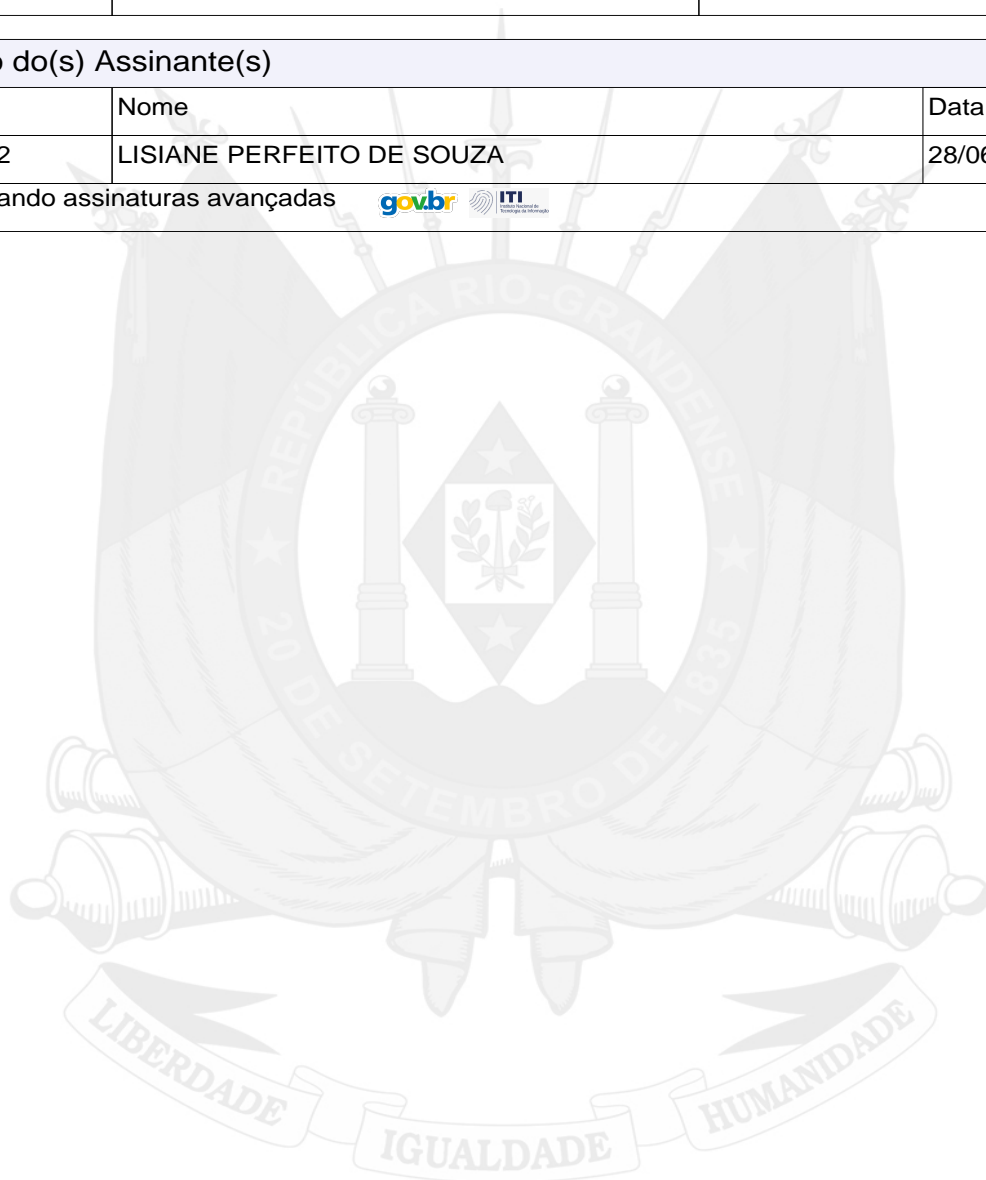 o do(s) Assinante(s)
Nome Data
2 LISIANE PERFEITO DE SOUZA 28/06
ando assinaturas avançadas gov.br ITI
REPÚBLICA RIO-GRANDENSE
20 DE SETEMBRO DE 1835
LIBERDADE IGUALDADE HUMANIDADE